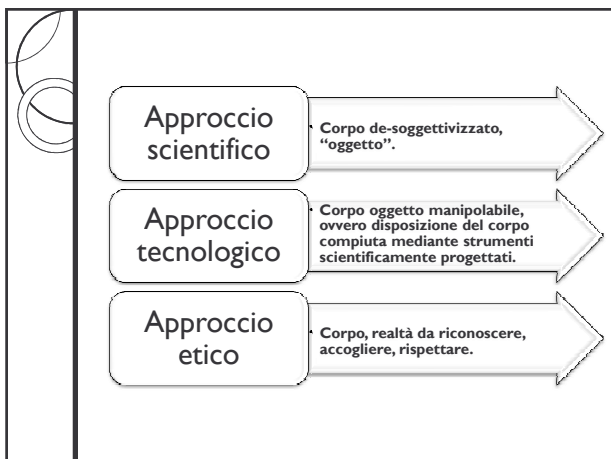 Approccio
scientifico
• Corpo de-soggettivizzato,
“oggetto”.
Approccio
tecnologico
• Corpo oggetto manipolabile,
ovvero disposizione del corpo
compiuta mediante strumenti
scientificamente progettati.
Approccio
etico
• Corpo, realtà da riconoscere,
accogliere, rispettare.